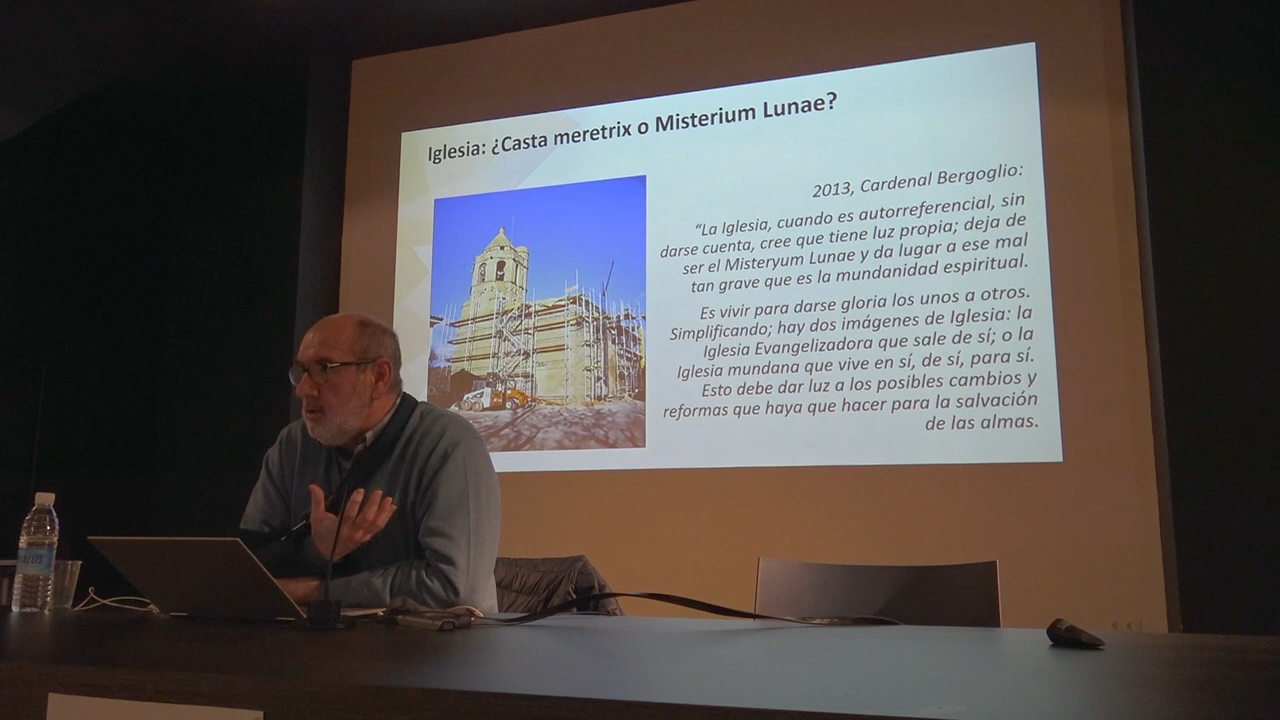 Iglesia: ¿Casta meretrix o Misterium Lunae?
2013, Cardenal Bergoglio:
“La Iglesia, cuando es autorreferencial, sin
darse cuenta, cree que tiene luz propia; deja de
ser el Misteryum Lunae y da lugar a ese mal
tan grave que es la mundanidad espiritual.
Es vivir para darse gloria los unos a otros.
Simplificando; hay dos imágenes de Iglesia: la
Iglesia Evangelizadora que sale de sí; o la
Iglesia mundana que vive en sí, de sí, para sí.
Esto debe dar luz a los posibles cambios y
reformas que haya que hacer para la salvación
de las almas.